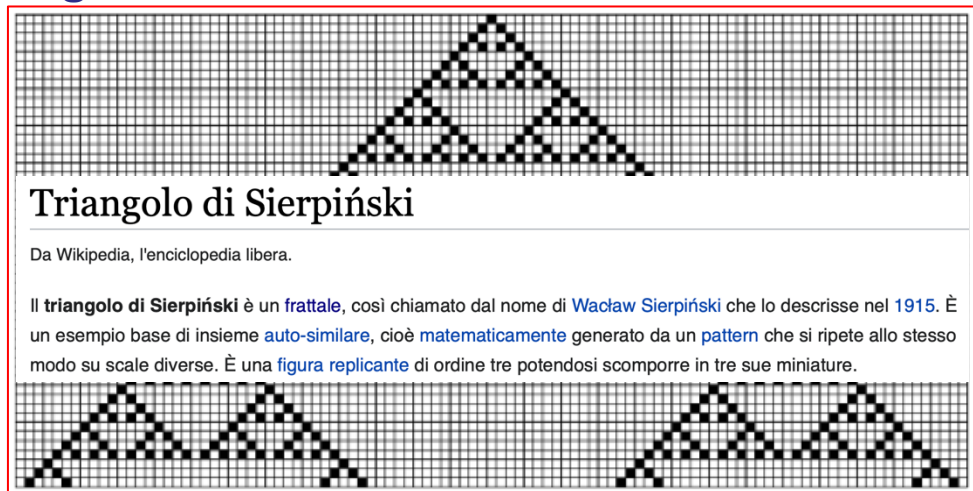 Triangolo di Sierpiński
Da Wikipedia, l'enciclopedia libera.
Il triangolo di Sierpiński è un frattale, così chiamato dal nome di Wacław Sierpiński che lo descrisse nel 1915. È
un esempio base di insieme auto-similare, cioè matematicamente generato da un pattern che si ripete allo stesso
modo su scale diverse. È una figura replicante di ordine tre potendosi scomporre in tre sue miniature.